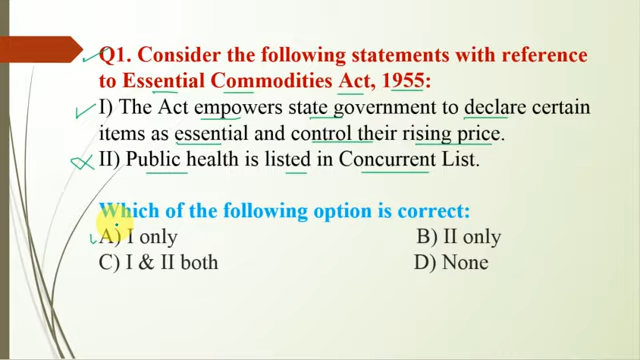 Q1. Consider the following statements with reference
to Essential Commodities Act, 1955:
I) The Act empowers state government to declare certain
items as essential and control their rising price.
II) Public health is listed in Concurrent List.
Which of the following option is correct:
A) I only B) II only
C) I & II both D) None